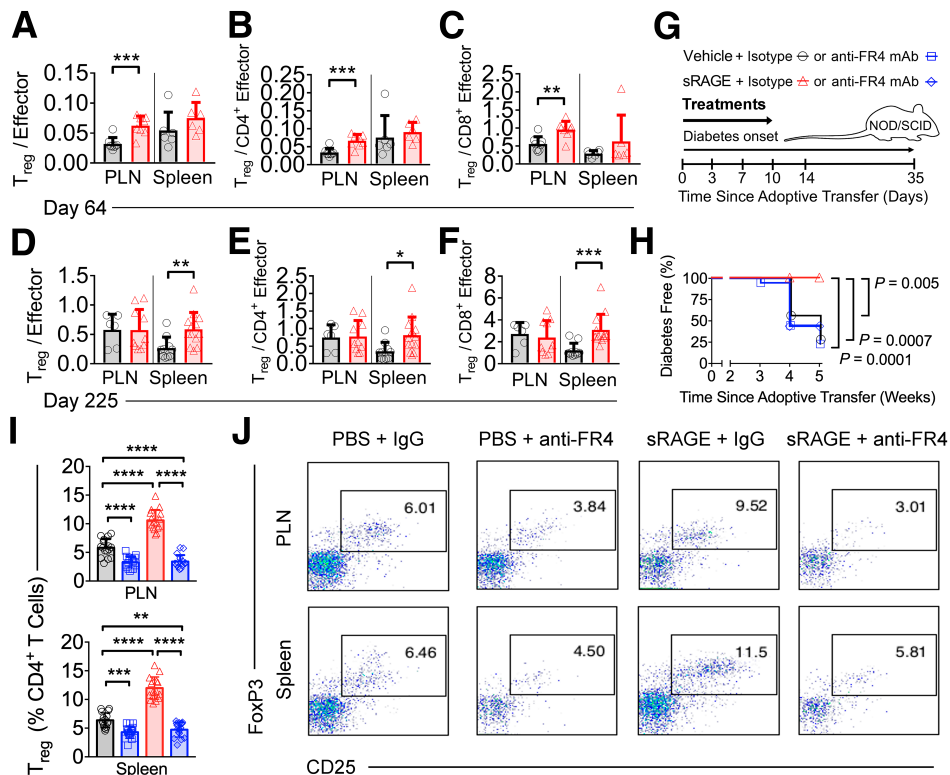 A
B
C
G
***
***
**
0.15
0.10
0.05
0.00
Treg / Effector
PLN Spleen
0.25
0.20
0.15
0.10
0.05
0.00
Treg / CD4+ Effector
PLN Spleen
2.5
2.0
1.5
1.0
0.5
0.0
Treg / CD8+ Effector
PLN Spleen
Day 64
Vehicle + Isotype or anti-FR4 mAb
sRAGE + Isotype or anti-FR4 mAb
Treatments
Diabetes onset
NOD/SCID
0 3 7 10 14 35
Time Since Adoptive Transfer (Days)
D
E
F
H
**
*
***
1.5
1.0
0.5
0.0
Treg / Effector
PLN Spleen
2.5
2.0
1.5
1.0
0.5
0.0
Treg / CD4+ Effector
PLN Spleen
8
6
4
2
0
Treg / CD8+ Effector
PLN Spleen
Day 225
Diabetes Free (%)
100
75
50
25
0
0 2 3 4 5
P = 0.005
P = 0.0007
P = 0.0001
Time Since Adoptive Transfer (Weeks)
I
Treg (% CD4+ T Cells)
****
**** ****
****
20
15
10
5
0
PLN
**
**** ****
***
20
15
10
5
0
Spleen
J
PBS + IgG PBS + anti-FR4 sRAGE + IgG sRAGE + anti-FR4
PLN
6.01 3.84 9.52 3.01
Spleen
6.46 4.50 11.5 5.81
FoxP3
CD25